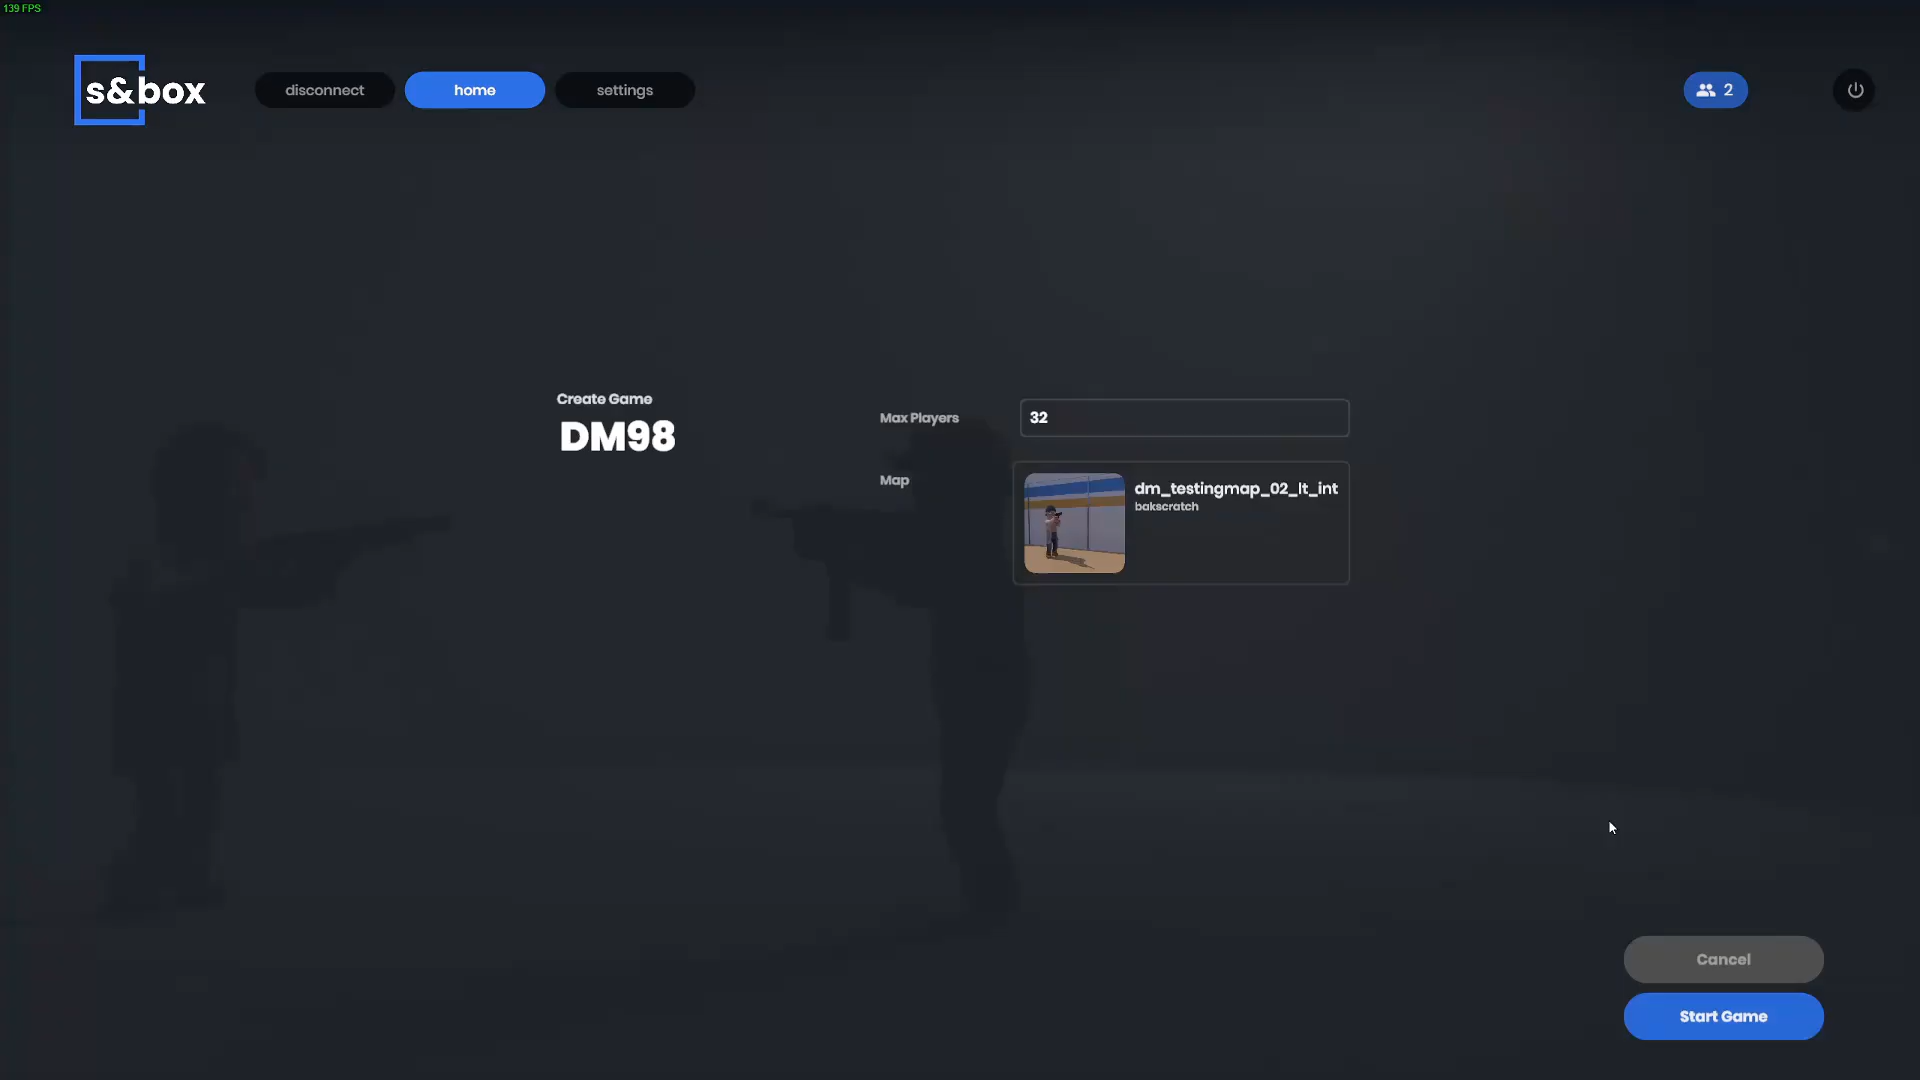 139 FPS
s&box
disconnect
home
settings
2
Create Game
DM98
Max Players
32
Map
dm_testingmap_02_lt_int
bakscratch
Cancel
Start Game